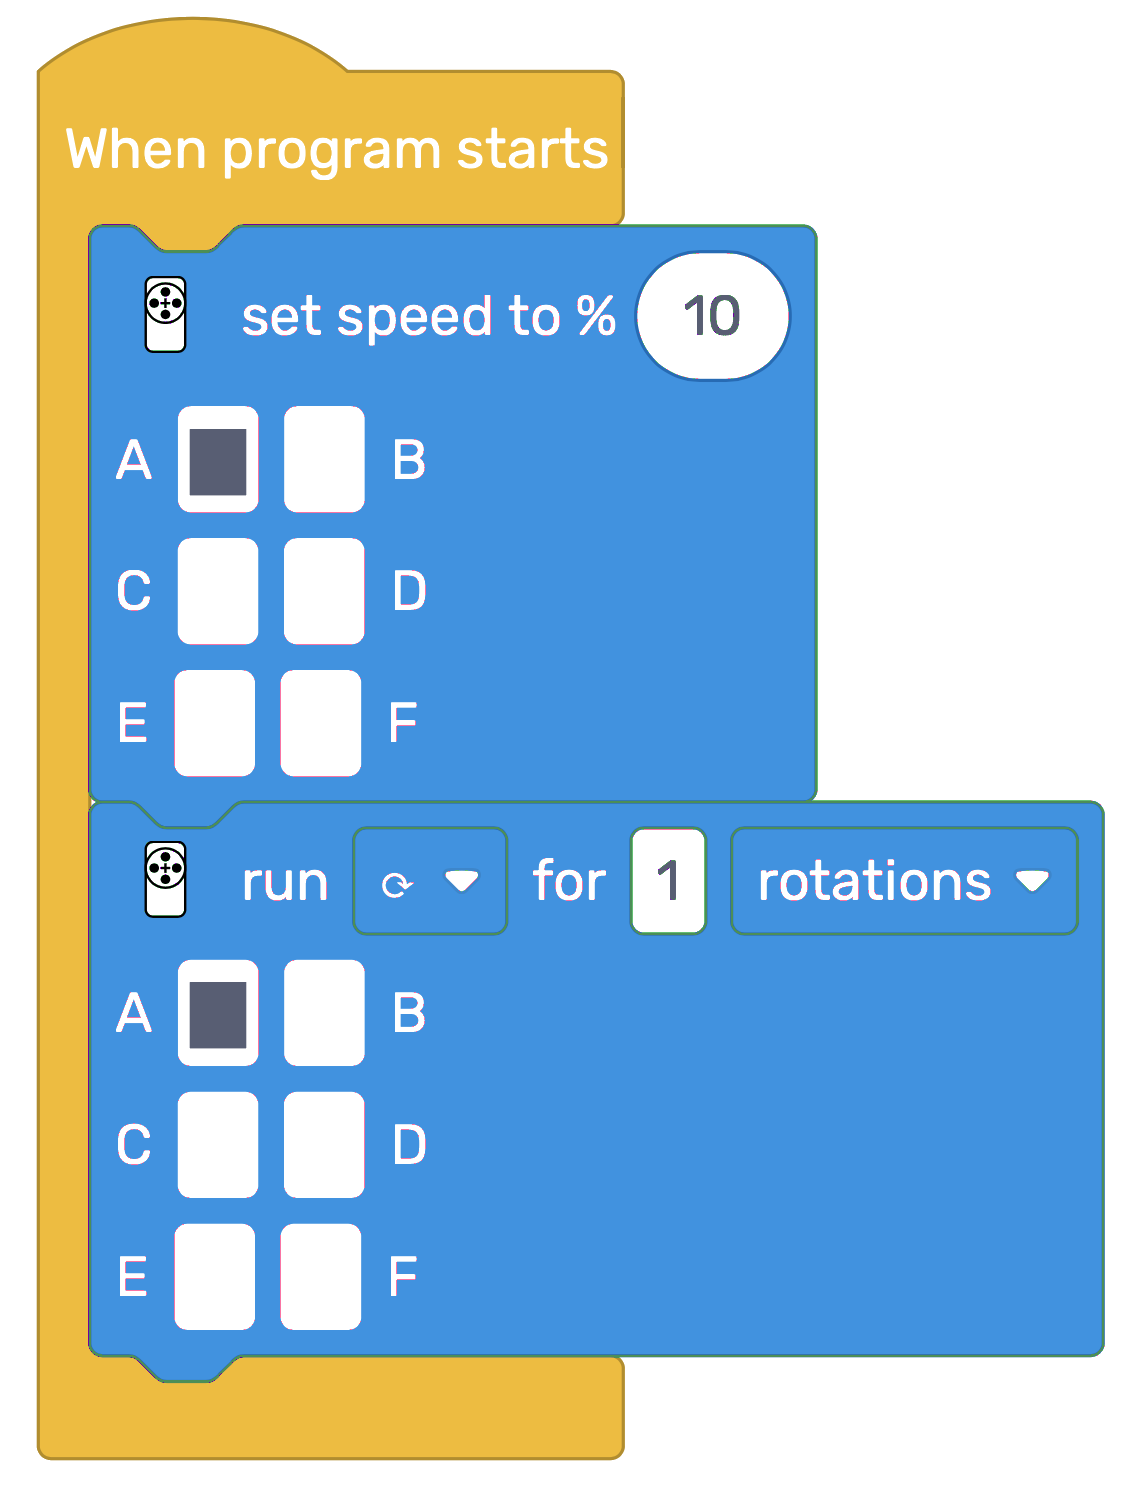 When program starts
set speed to % 10
A B
C D
E F
run ⟳ for 1 rotations
A B
C D
E F